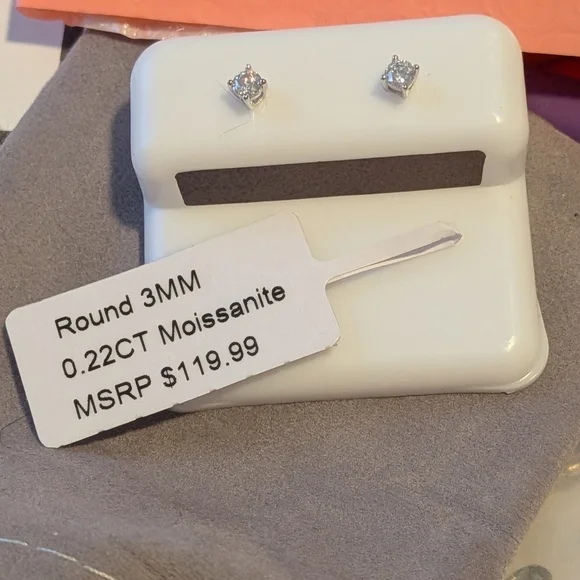 Round 3MM
0.22CT Moissanite
MSRP $119.99